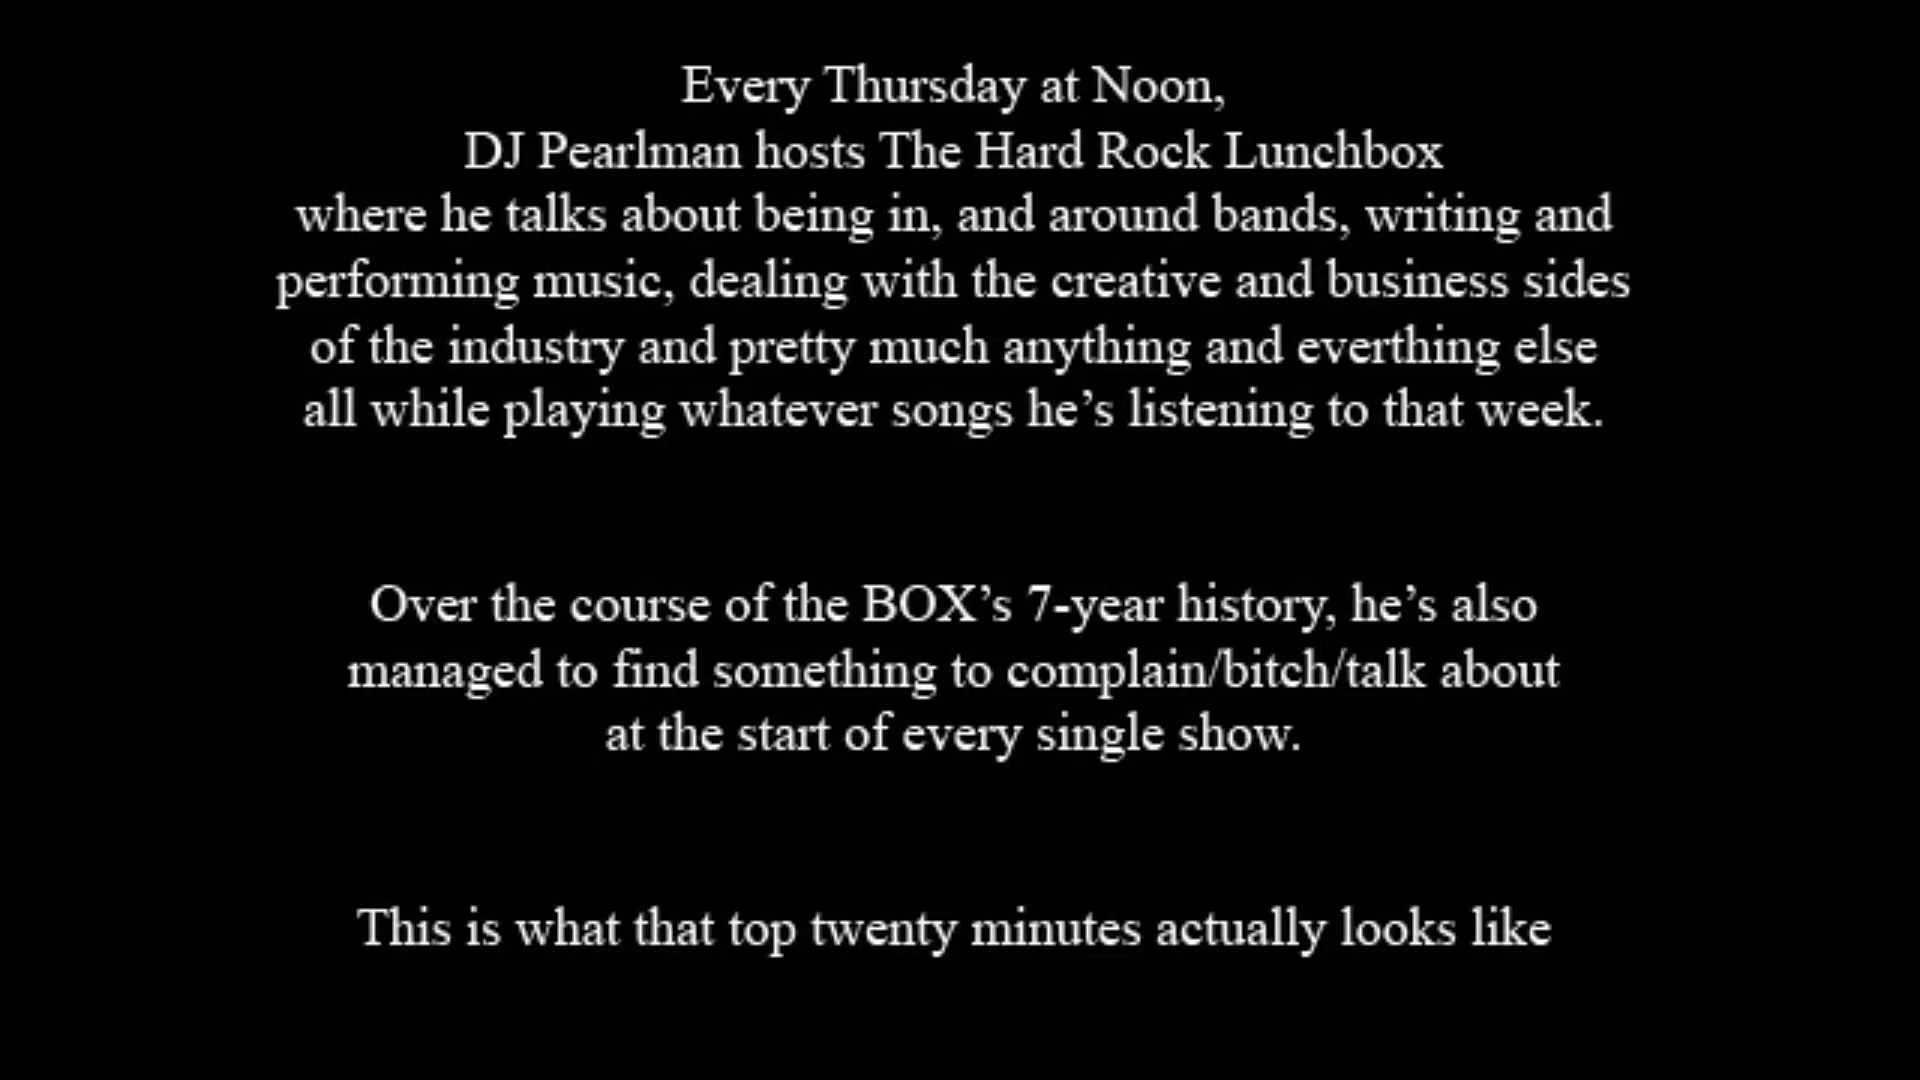 Every Thursday at Noon,
DJ Pearlman hosts The Hard Rock Lunchbox
where he talks about being in, and around bands, writing and
performing music, dealing with the creative and business sides
of the industry and pretty much anything and everthing else
all while playing whatever songs he’s listening to that week.
Over the course of the BOX’s 7-year history, he’s also
managed to find something to complain/bitch/talk about
at the start of every single show.
This is what that top twenty minutes actually looks like